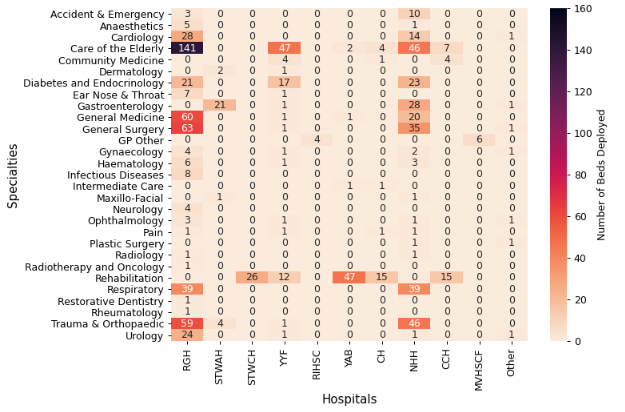 Specialties
Accident & Emergency 3 0 0 0 0 0 0 10 0 0 0
Anaesthetics 5 0 0 0 0 0 0 1 0 0 0
Cardiology 28 0 0 0 0 0 0 14 0 0 1
Care of the Elderly 141 0 0 47 0 2 4 46 7 0 0
Community Medicine 0 0 0 4 0 0 1 0 4 0 0
Dermatology 0 2 0 1 0 0 0 0 0 0 0
Diabetes and Endocrinology 21 0 0 17 0 0 0 23 0 0 0
Ear Nose & Throat 7 0 0 1 0 0 0 0 0 0 0
Gastroenterology 0 21 0 1 0 0 0 28 0 0 1
General Medicine 60 0 0 1 0 1 0 20 0 0 0
General Surgery 63 0 0 1 0 0 0 35 0 0 1
GP Other 0 0 0 0 4 0 0 0 0 6 0
Gynaecology 4 0 0 1 0 0 0 2 0 0 1
Haematology 6 0 0 1 0 0 0 3 0 0 0
Infectious Diseases 8 0 0 0 0 0 0 0 0 0 0
Intermediate Care 0 0 0 0 0 1 1 0 0 0 0
Maxillo-Facial 0 1 0 0 0 0 0 1 0 0 0
Neurology 4 0 0 0 0 0 0 0 0 0 0
Ophthalmology 3 0 0 1 0 0 0 1 0 0 1
Pain 1 0 0 1 0 0 1 1 0 0 0
Plastic Surgery 0 0 0 0 0 0 0 1 0 0 1
Radiology 1 0 0 0 0 0 0 1 0 0 0
Radiotherapy and Oncology 1 0 0 0 0 0 0 0 0 0 0
Rehabilitation 0 0 26 12 0 47 15 0 15 0 0
Respiratory 39 0 0 0 0 0 0 39 0 0 0
Restorative Dentistry 1 0 0 0 0 0 0 0 0 0 0
Rheumatology 1 0 0 0 0 0 0 0 0 0 0
Trauma & Orthopaedic 59 4 0 1 0 0 0 46 0 0 0
Urology 24 0 0 1 0 0 0 1 0 0 1
RGH STWAH STWCH YYF RIHSC YAB CH NHH CCH MVHSCF Other
Hospitals
160
140
120
100
80
60
40
20
0
Number of Beds Deployed